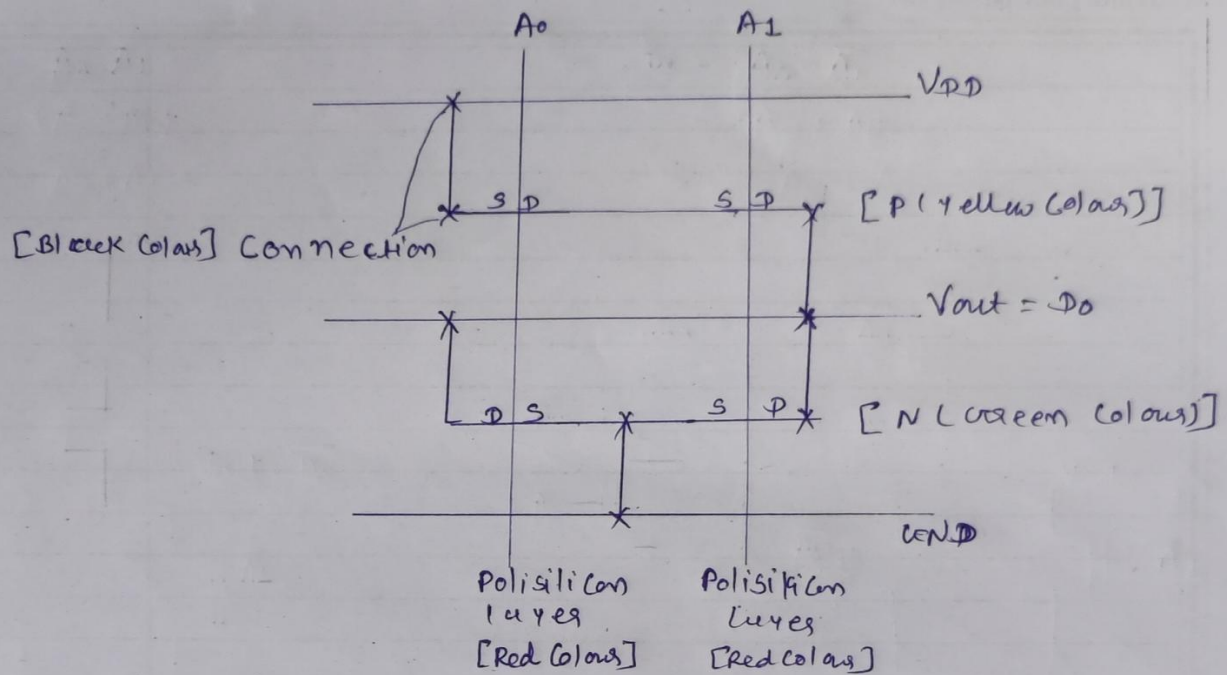 A0 A1
VDD
S D S D [P(Yellow Colour)]
[Black Colour] Connection
Vout = D0
D S S D [N (Green Colour)]
GND
Polisilicon Polisilicon
layer layer
[Red Colour] [Red Colour]